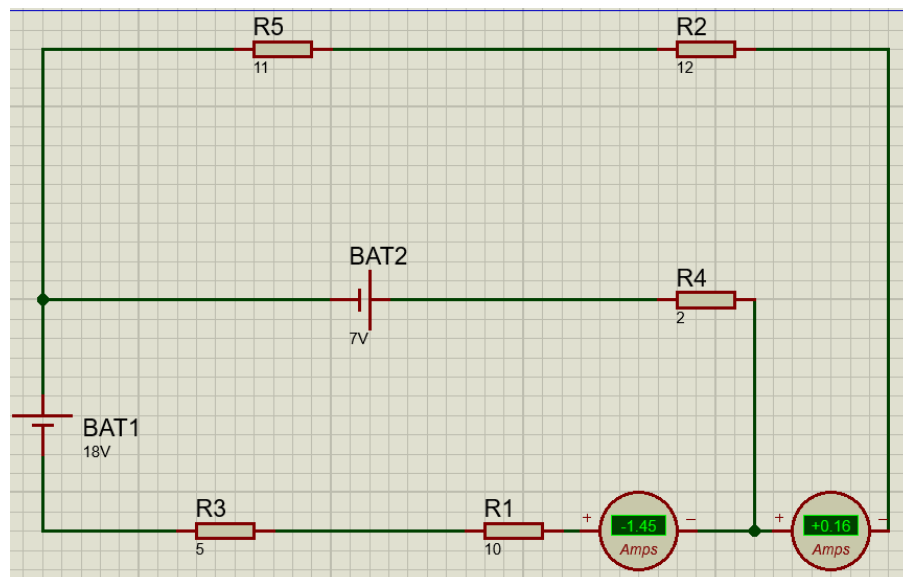 R5
11
R2
12
BAT2
7V
R4
2
BAT1
18V
R3
5
R1
10
+ -1.45 −
Amps
+ +0.16 −
Amps